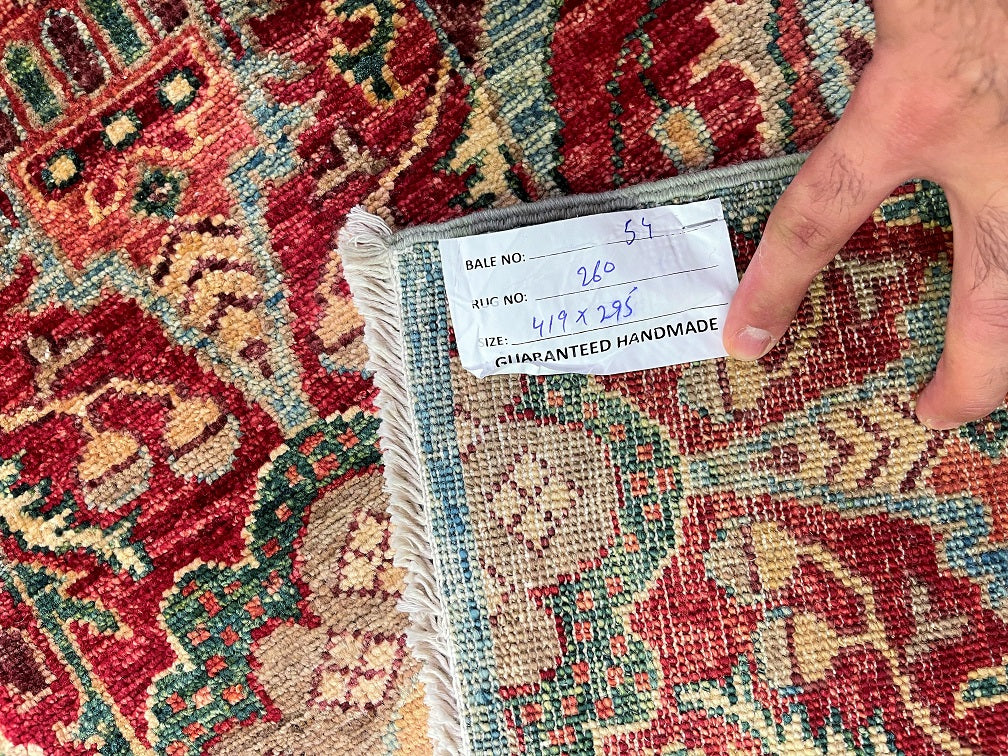 BALE NO: 54
RUG NO: 260
SIZE: 419 x 295
GUARANTEED HANDMADE